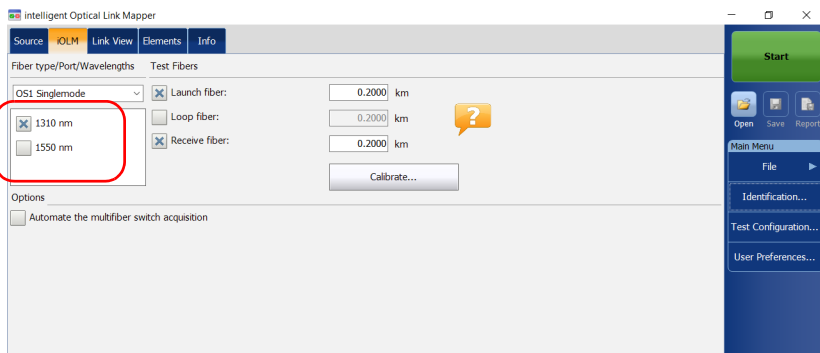 intelligent Optical Link Mapper
Source iOLM Link View Elements Info
Fiber type/Port/Wavelengths Test Fibers
OS1 Singlemode
1310 nm
1550 nm
Launch fiber: 0.2000 km
Loop fiber: 0.2000 km
Receive fiber: 0.2000 km
?
Calibrate...
Options
Automate the multifiber switch acquisition
Start
Open Save Report
Main Menu
File
Identification...
Test Configuration...
User Preferences...